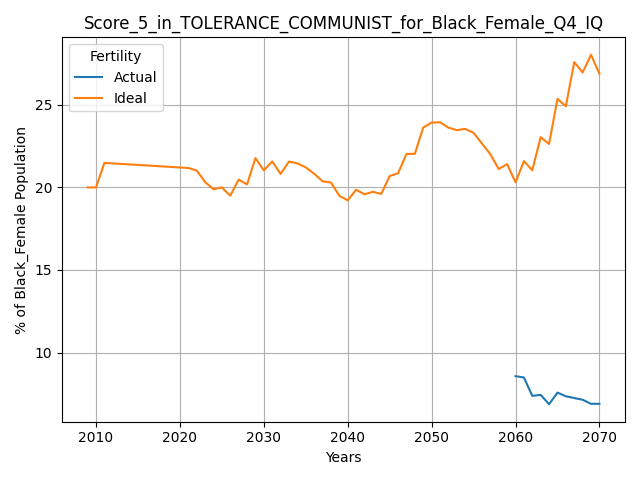 Score_5_in_TOLERANCE_COMMUNIST_for_Black_Female_Q4_IQ
Fertility
Actual
Ideal
% of Black_Female Population
25
20
15
10
2010 2020 2030 2040 2050 2060 2070
Years